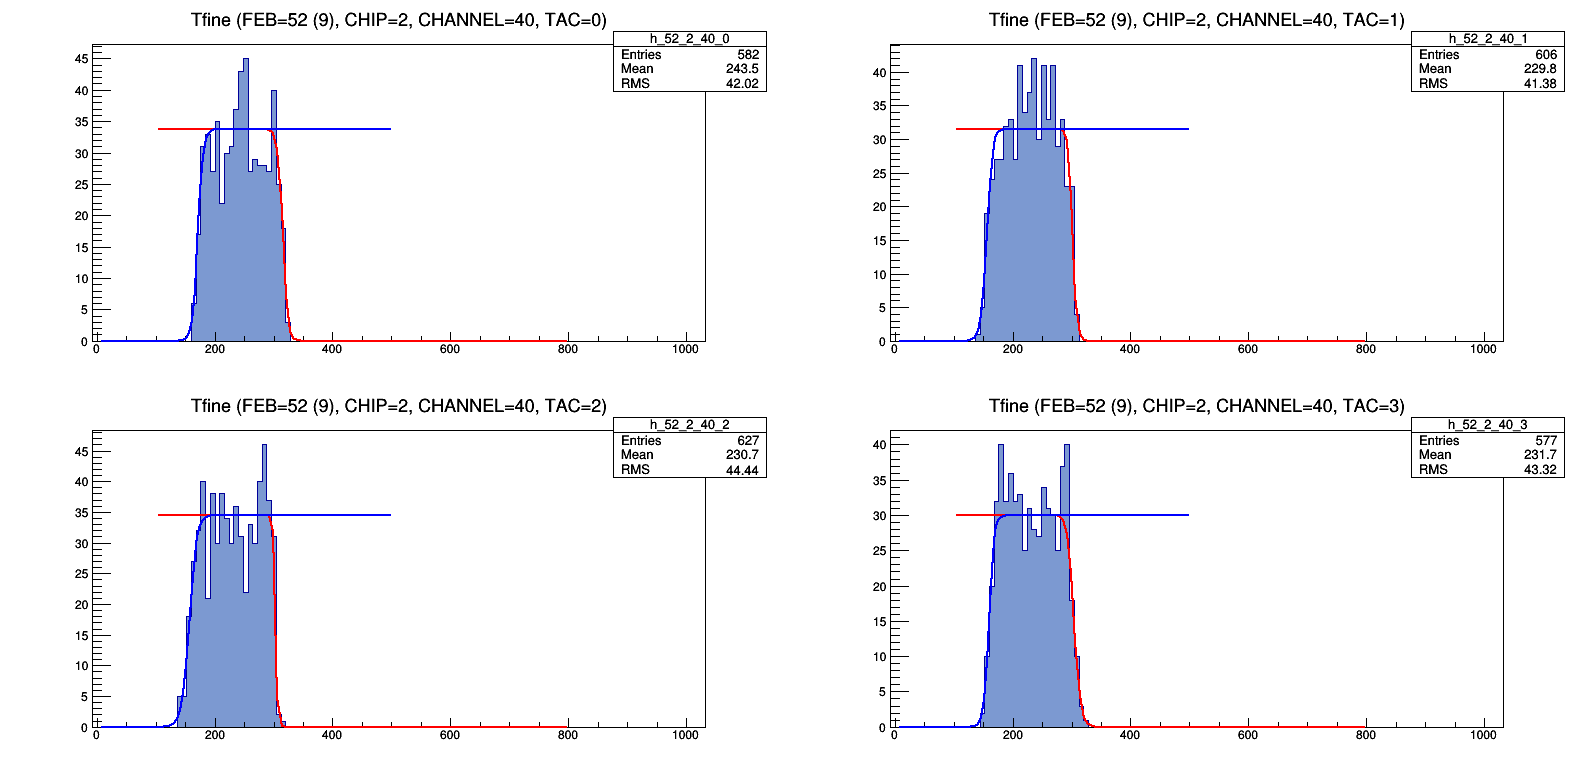 Tfine (FEB=52 (9), CHIP=2, CHANNEL=40, TAC=0)
h_52_2_40_0
Entries 582
Mean 243.5
RMS 42.02
45
40
35
30
25
20
15
10
5
0
0 200 400 600 800 1000
Tfine (FEB=52 (9), CHIP=2, CHANNEL=40, TAC=1)
h_52_2_40_1
Entries 606
Mean 229.8
RMS 41.38
40
35
30
25
20
15
10
5
0
0 200 400 600 800 1000
Tfine (FEB=52 (9), CHIP=2, CHANNEL=40, TAC=2)
h_52_2_40_2
Entries 627
Mean 230.7
RMS 44.44
45
40
35
30
25
20
15
10
5
0
0 200 400 600 800 1000
Tfine (FEB=52 (9), CHIP=2, CHANNEL=40, TAC=3)
h_52_2_40_3
Entries 577
Mean 231.7
RMS 43.32
40
35
30
25
20
15
10
5
0
0 200 400 600 800 1000